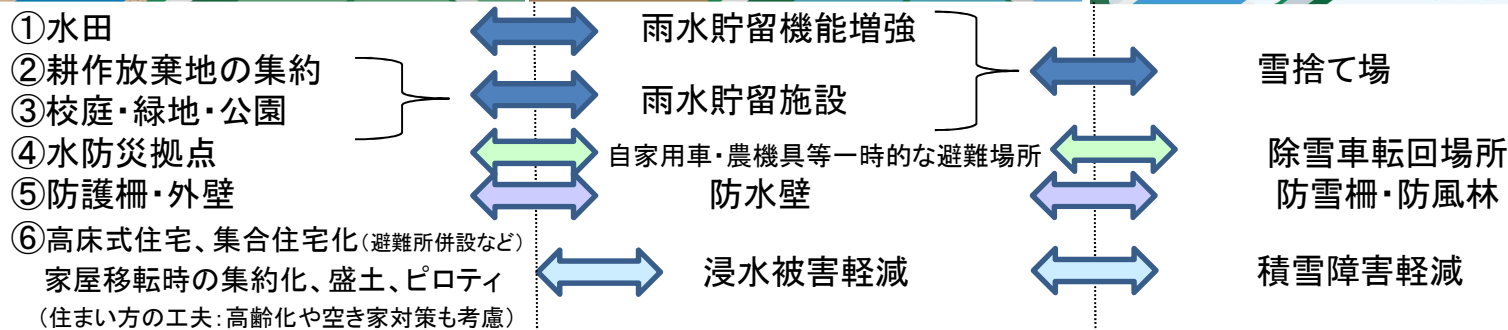 ①水田
②耕作放棄地の集約
③校庭・緑地・公園
④水防災拠点
⑤防護柵・外壁
⑥高床式住宅、集合住宅化(避難所併設など)
家屋移転時の集約化、盛土、ピロティ
(住まい方の工夫:高齢化や空き家対策も考慮)
雨水貯留機能増強
雨水貯留施設
自家用車・農機具等一時的な避難場所
防水壁
浸水被害軽減
雪捨て場
除雪車転回場所
防雪柵・防風林
積雪障害軽減